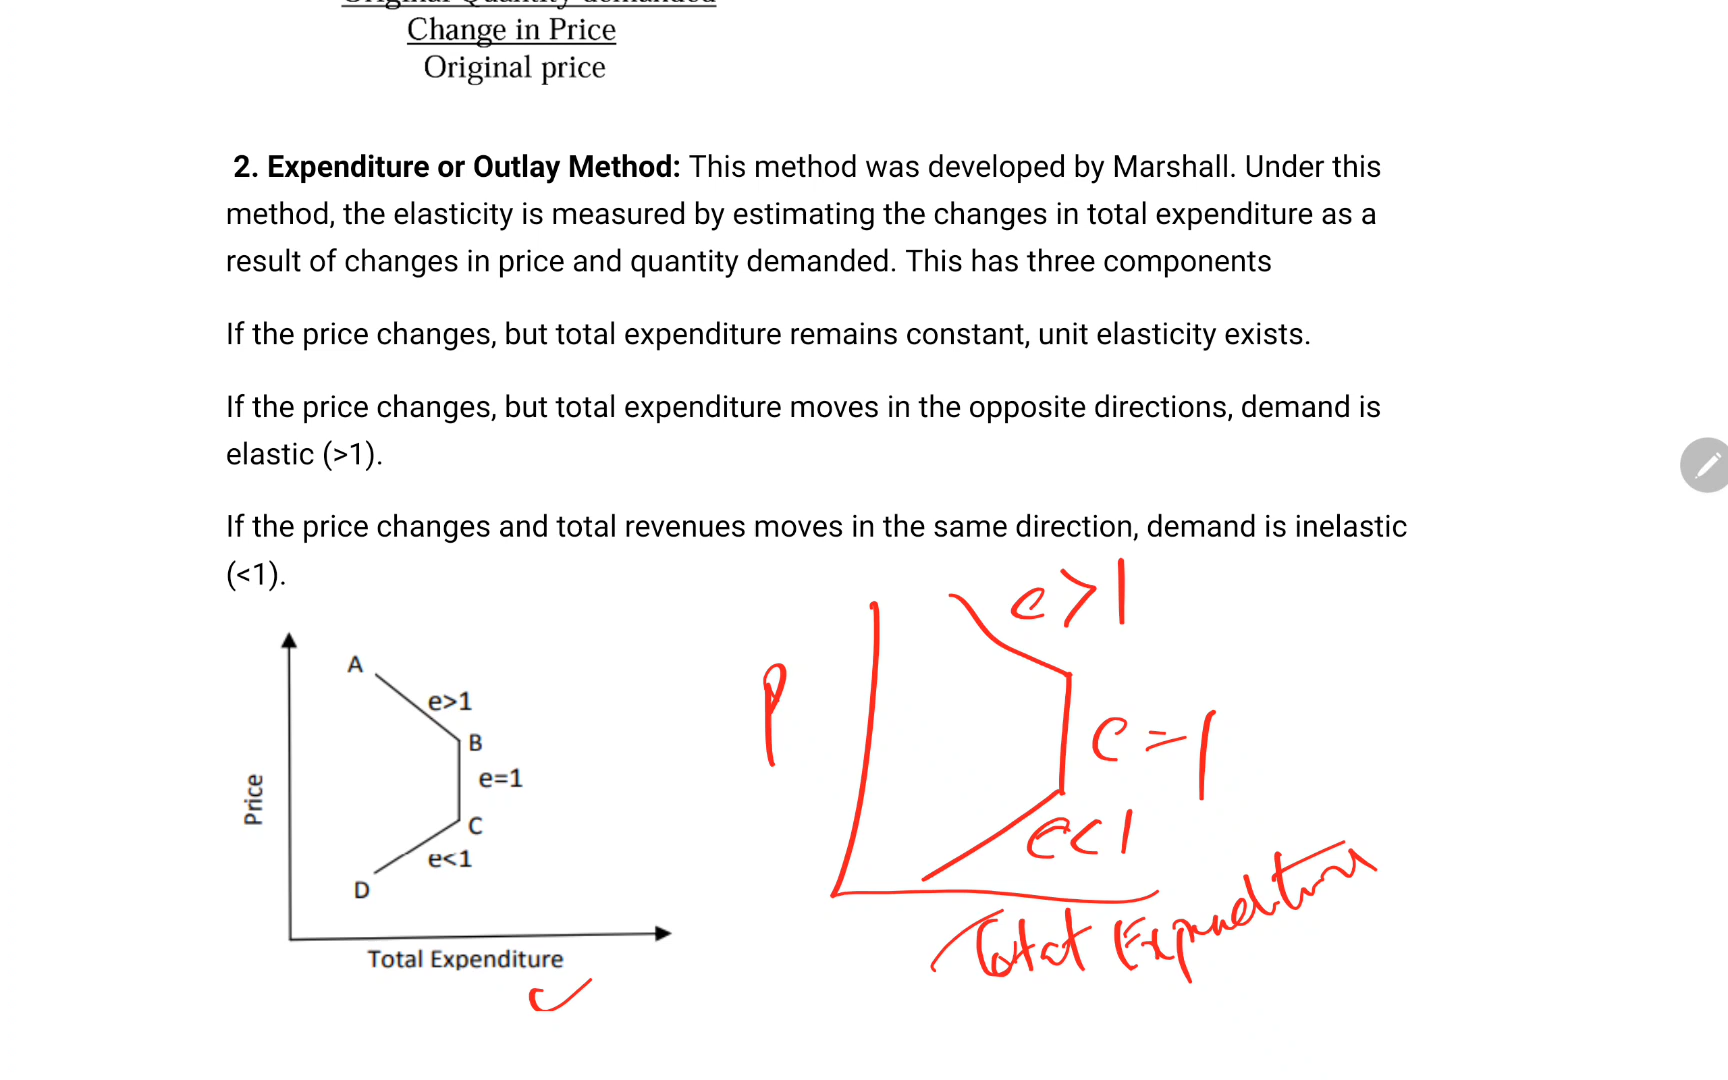 Original Quantity demanded
Change in Price
Original price
2. Expenditure or Outlay Method: This method was developed by Marshall. Under this
method, the elasticity is measured by estimating the changes in total expenditure as a
result of changes in price and quantity demanded. This has three components
If the price changes, but total expenditure remains constant, unit elasticity exists.
If the price changes, but total expenditure moves in the opposite directions, demand is
elastic (>1).
If the price changes and total revenues moves in the same direction, demand is inelastic
(<1).
A
e>1
B
e=1
C
e<1
D
Price
Total Expenditure
e>1
P
e=1
e<1
Total Expenditure